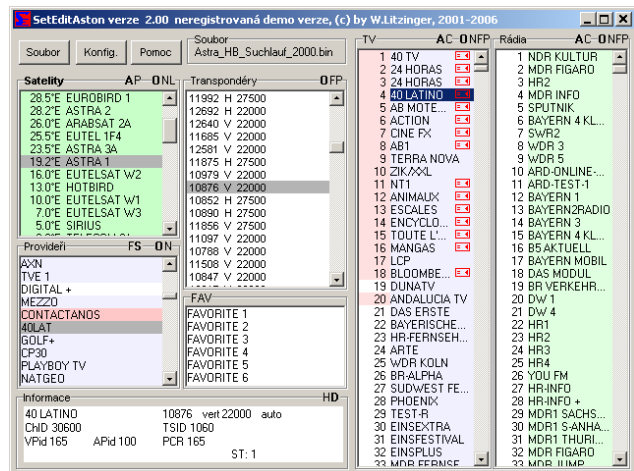 SetEditAston verze 2.00 neregistrovaná demo verze, (c) by W.Litzinger, 2001-2006
Soubor
Konfig.
Pomoc
Soubor
Astra_HB_Suchlauf_2000.bin
Satelity AP ONL
28.5°E EUROBIRD 1
28.2°E ASTRA 2
26.0°E ARABSAT 2A
25.5°E EUTEL 1F4
23.5°E ASTRA 3A
19.2°E ASTRA 1
16.0°E EUTELSAT W2
13.0°E HOTBIRD
10.0°E EUTELSAT W1
7.0°E EUTELSAT W3
5.0°E SIRIUS
Transpondéry OFP
11992 H 27500
12692 H 22000
12640 V 22000
11685 V 22000
12581 V 22000
11875 H 27500
10979 V 22000
10876 V 22000
10852 H 27500
10890 H 27500
11856 V 27500
11097 V 22000
10788 V 22000
11508 V 22000
10847 V 22000
Provideři FS ON
AXN
TVE 1
DIGITAL +
MEZZO
CONTACTANOS
40LAT
GOLF+
CP30
PLAYBOY TV
NATGEO
FAV
FAVORITE 1
FAVORITE 2
FAVORITE 3
FAVORITE 4
FAVORITE 5
FAVORITE 6
Informace HD
40 LATINO 10876 vert 22000 auto
ChID 30600 TSID 1060
VPid 165 APid 100 PCR 165
ST: 1
TV AC ONFP
1 40 TV
2 24 HORAS
3 24 HORAS
4 40 LATINO
5 AB MOTE...
6 ACTION
7 CINE FX
8 AB1
9 TERRA NOVA
10 ZIK/XXL
11 NT1
12 ANIMAUX
13 ESCALES
14 ENCYCLO...
15 TOUTE L'...
16 MANGAS
17 LCP
18 BLOOMBE...
19 DUNATV
20 ANDALUCIA TV
21 DAS ERSTE
22 BAYERISCHE...
23 HR-FERNSEH...
24 ARTE
25 WDR KOLN
26 BR-ALPHA
27 SUDWEST FE...
28 PHOENIX
29 TEST-R
30 EINSEXTRA
31 EINSFESTIVAL
32 EINSPLUS
33 MDR FERNSE...
Rádia AC ONFP
1 NDR KULTUR
2 MDR FIGARO
3 HR2
4 MDR INFO
5 SPUTNIK
6 BAYERN 4 KL...
7 SWR2
8 WDR 3
9 WDR 5
10 ARD-ONLINE-...
11 ARD-TEST-1
12 BAYERN 1
13 BAYERN2RADIO
14 BAYERN 3
15 BAYERN 4 KL...
16 B5 AKTUELL
17 BAYERN MOBIL
18 DAS MODUL
19 BR VERKEHR...
20 DW 1
21 DW 4
22 HR1
23 HR2
24 HR3
25 HR4
26 YOU FM
27 HR-INFO
28 HR-INFO +
29 MDR1 SACHS...
30 MDR1 S-ANHA...
31 MDR1 THURI...
32 MDR FIGARO
33 MDR JUMP